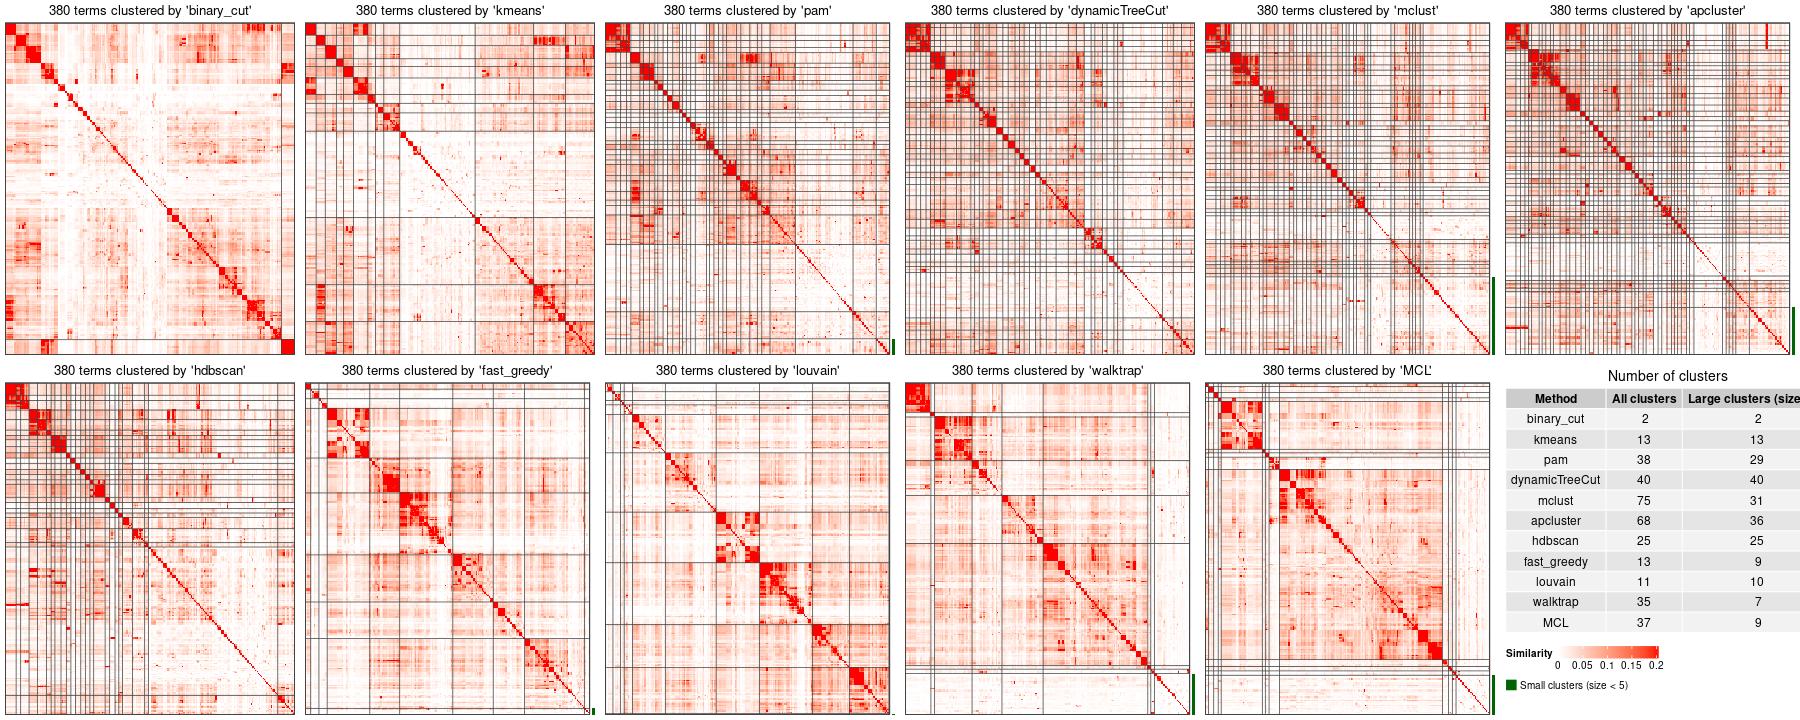 380 terms clustered by 'binary_cut'
380 terms clustered by 'kmeans'
380 terms clustered by 'pam'
380 terms clustered by 'dynamicTreeCut'
380 terms clustered by 'mclust'
380 terms clustered by 'apcluster'
380 terms clustered by 'hdbscan'
380 terms clustered by 'fast_greedy'
380 terms clustered by 'louvain'
380 terms clustered by 'walktrap'
380 terms clustered by 'MCL'
Number of clusters
Method All clusters Large clusters (size
binary_cut 2 2
kmeans 13 13
pam 38 29
dynamicTreeCut 40 40
mclust 75 31
apcluster 68 36
hdbscan 25 25
fast_greedy 13 9
louvain 11 10
walktrap 35 7
MCL 37 9
Similarity
0 0.05 0.1 0.15 0.2
Small clusters (size < 5)